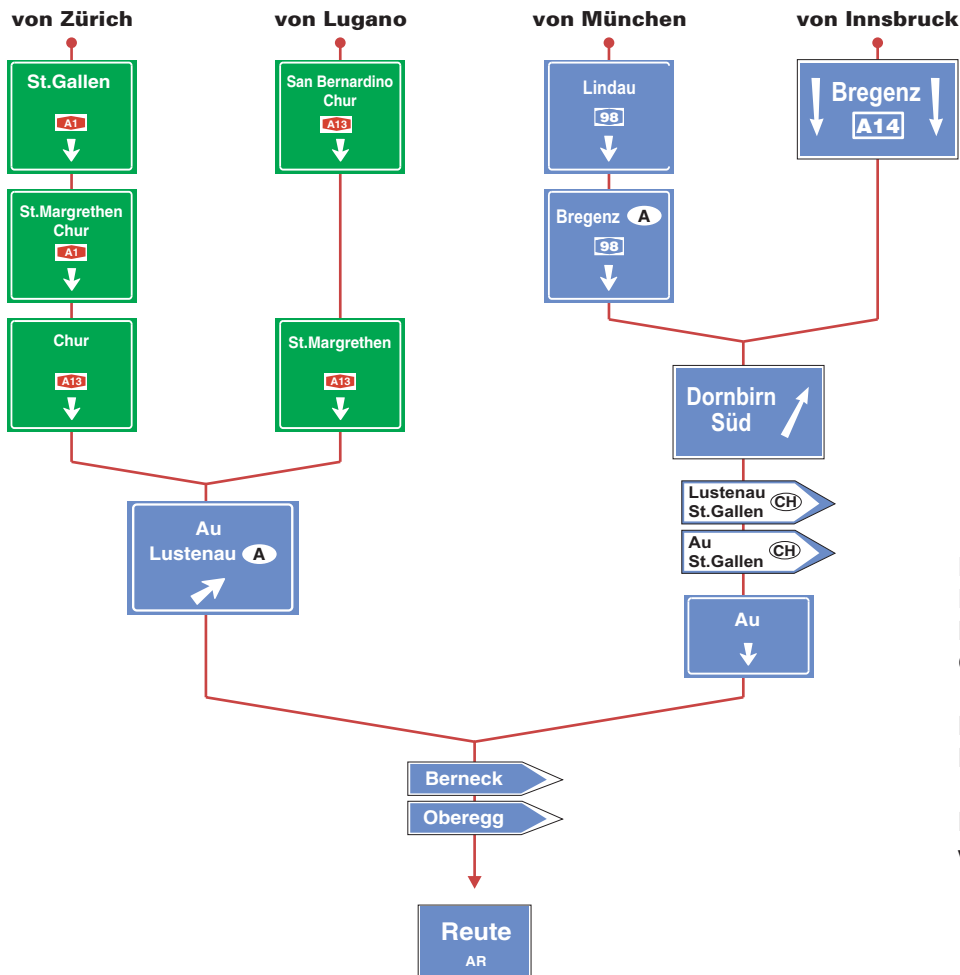 von Zürich
von Lugano
von München
von Innsbruck
St.Gallen
A1
San Bernardino
Chur
A13
Lindau
98
Bregenz
A14
St.Margrethen
Chur
A1
Bregenz A
98
Chur
A13
St.Margrethen
A13
Dornbirn
Süd
Lustenau
St.Gallen CH
Au
St.Gallen CH
Au
Lustenau A
Au
Berneck
Oberegg
Reute
AR